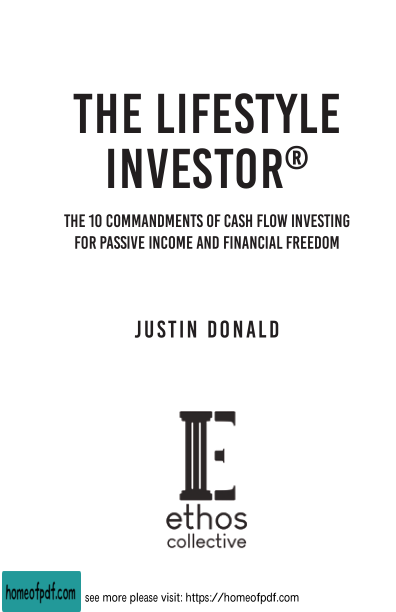 THE LIFESTYLE
INVESTOR®
THE 10 COMMANDMENTS OF CASH FLOW INVESTING
FOR PASSIVE INCOME AND FINANCIAL FREEDOM
JUSTIN DONALD
E
ethos
collective
homeofpdf.com see more please visit: https://homeofpdf.com